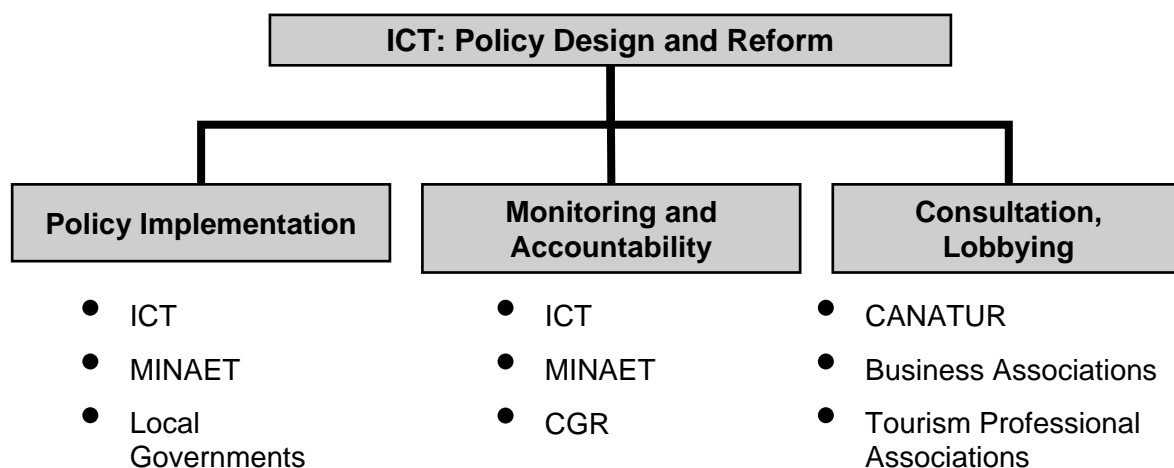 ICT: Policy Design and Reform
Policy Implementation
• ICT
• MINAET
• Local
Governments
Monitoring and
Accountability
• ICT
• MINAET
• CGR
Consultation,
Lobbying
• CANATUR
• Business Associations
• Tourism Professional
Associations